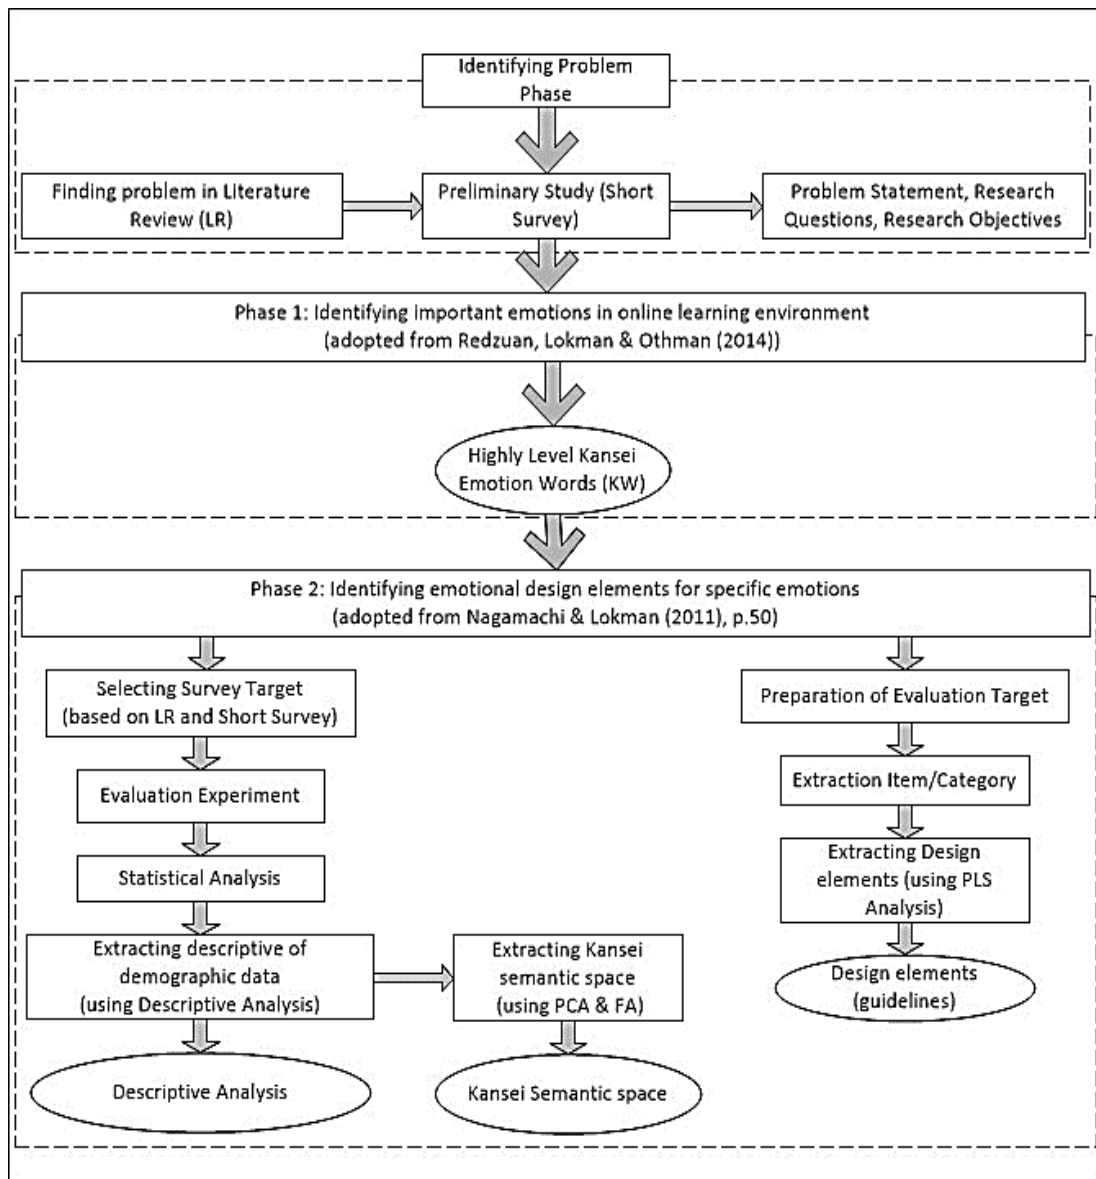 Identifying Problem
Phase
Finding problem in Literature
Review (LR)
Preliminary Study (Short
Survey)
Problem Statement, Research
Questions, Research Objectives
Phase 1: Identifying important emotions in online learning environment
(adopted from Redzuan, Lokman & Othman (2014))
Highly Level Kansei
Emotion Words (KW)
Phase 2: Identifying emotional design elements for specific emotions
(adopted from Nagamachi & Lokman (2011), p.50)
Selecting Survey Target
(based on LR and Short Survey)
Evaluation Experiment
Statistical Analysis
Extracting descriptive of
demographic data
(using Descriptive Analysis)
Descriptive Analysis
Extracting Kansei
semantic space
(using PCA & FA)
Kansei Semantic space
Preparation of Evaluation Target
Extraction Item/Category
Extracting Design
elements (using PLS
Analysis)
Design elements
(guidelines)